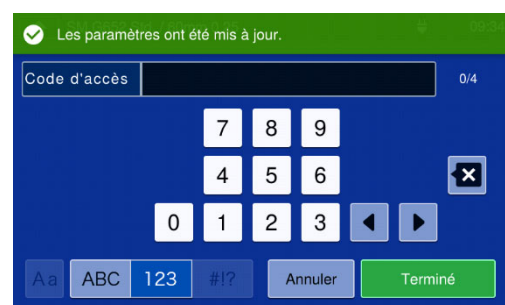 Les paramètres ont été mis à jour.
09:34
Code d'accès
0/4
7 8 9
4 5 6
0 1 2 3
Aa ABC 123 #!? Annuler Terminé